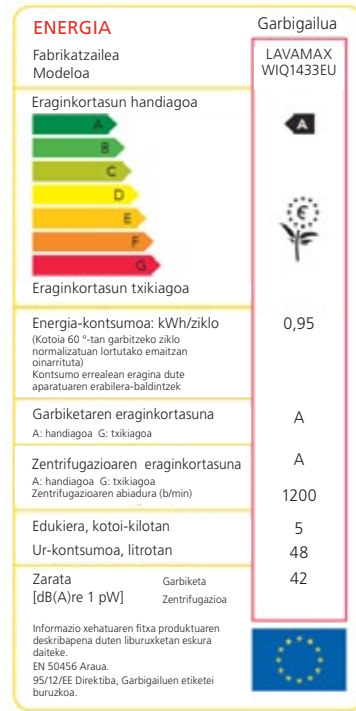 ENERGIA
Garbigailua
Fabrikatzailea
Modeloa
LAVAMAX
WIQ1433EU
Eraginkortasun handiagoa
A
A
B
C
D
E
F
G
Eraginkortasun txikiagoa
Energia-kontsumoa: kWh/ziklo
0,95
(Kotoia 60 °-tan garbitzeko ziklo
normalizatuan lortutako emaitzan
oinarrituta)
Kontsumo errealean eragina dute
aparatuaren erabilera-baldintzek
Garbiketaren eraginkortasuna
A
A: handiagoa G: txikiagoa
Zentrifugazioaren eraginkortasuna
A
A: handiagoa G: txikiagoa
Zentrifugazioaren abiadura (b/min)
1200
Edukiera, kotoi-kilotan
5
Ur-kontsumoa, litrotan
48
Zarata Garbiketa
42
[dB(A)re 1 pW] Zentrifugazioa
Informazio xehatuaren fitxa produktuaren
deskribapena duten liburuxketan eskura
daiteke.
EN 50456 Araua.
95/12/EE Direktiba, Garbigailuen etiketei
buruzkoa.